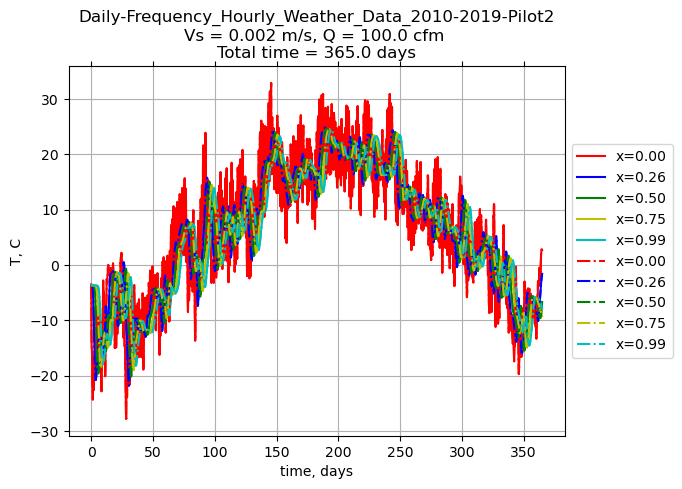 Daily-Frequency_Hourly_Weather_Data_2010-2019-Pilot2
Vs = 0.002 m/s, Q = 100.0 cfm
Total time = 365.0 days
T, C
30
20
10
0
−10
−20
−30
0
50
100
150
200
250
300
350
time, days
x=0.00
x=0.26
x=0.50
x=0.75
x=0.99
x=0.00
x=0.26
x=0.50
x=0.75
x=0.99